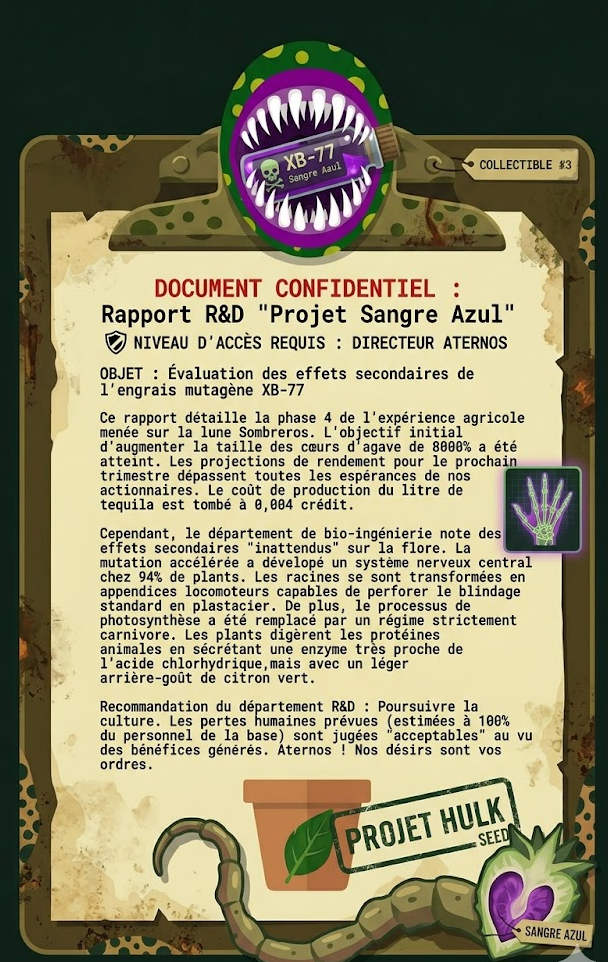 XB-77
Sangre Aaul
COLLECTIBLE #3
DOCUMENT CONFIDENTIEL :
Rapport R&D "Projet Sangre Azul"
NIVEAU D'ACCÈS REQUIS : DIRECTEUR ATERNOS
OBJET : Évaluation des effets secondaires de
l'engrais mutagène XB-77
Ce rapport détaille la phase 4 de l'expérience agricole
menée sur la lune Sombreros. L'objectif initial
d'augmenter la taille des cœurs d'agave de 8000% a été
atteint. Les projections de rendement pour le prochain
trimestre dépassent toutes les espérances de nos
actionnaires. Le coût de production du litre de
tequila est tombé à 0,004 crédit.
Cependant, le département de bio-ingénierie note des
effets secondaires "inattendus" sur la flore. La
mutation accélérée a dévelopé un système nerveux central
chez 94% de plants. Les racines se sont transformées en
appendices locomoteurs capables de perforer le blindage
standard en plastacier. De plus, le processus de
photosynthèse a été remplacé par un régime strictement
carnivore. Les plants digèrent les protéines
animales en sécrétant une enzyme très proche de
l'acide chlorhydrique,mais avec un léger
arrière-goût de citron vert.
Recommandation du département R&D : Poursuivre la
culture. Les pertes humaines prévues (estimées à 100%
du personnel de la base) sont jugées "acceptables" au vu
des bénéfices générés. Aternos ! Nos désirs sont vos
ordres.
PROJET HULK
SEED
SANGRE AZUL